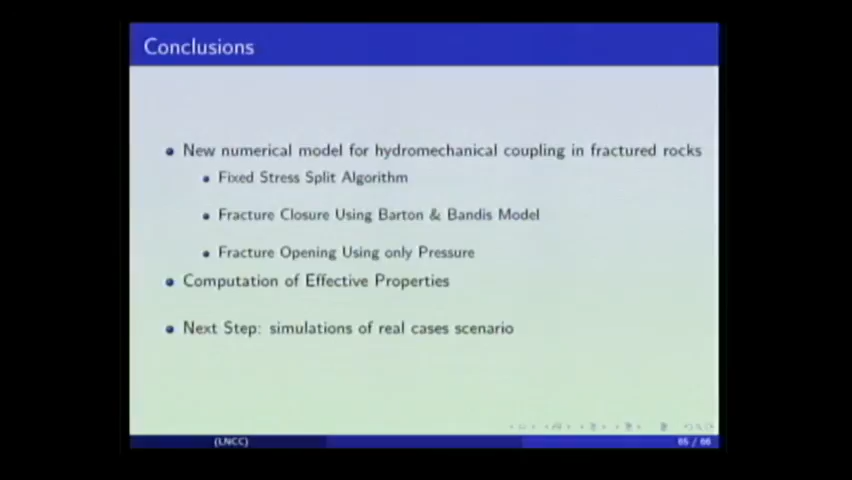 Conclusions
New numerical model for hydromechanical coupling in fractured rocks
Fixed Stress Split Algorithm
Fracture Closure Using Barton & Bandis Model
Fracture Opening Using only Pressure
Computation of Effective Properties
Next Step: simulations of real cases scenario
(LNCC)
65 / 66